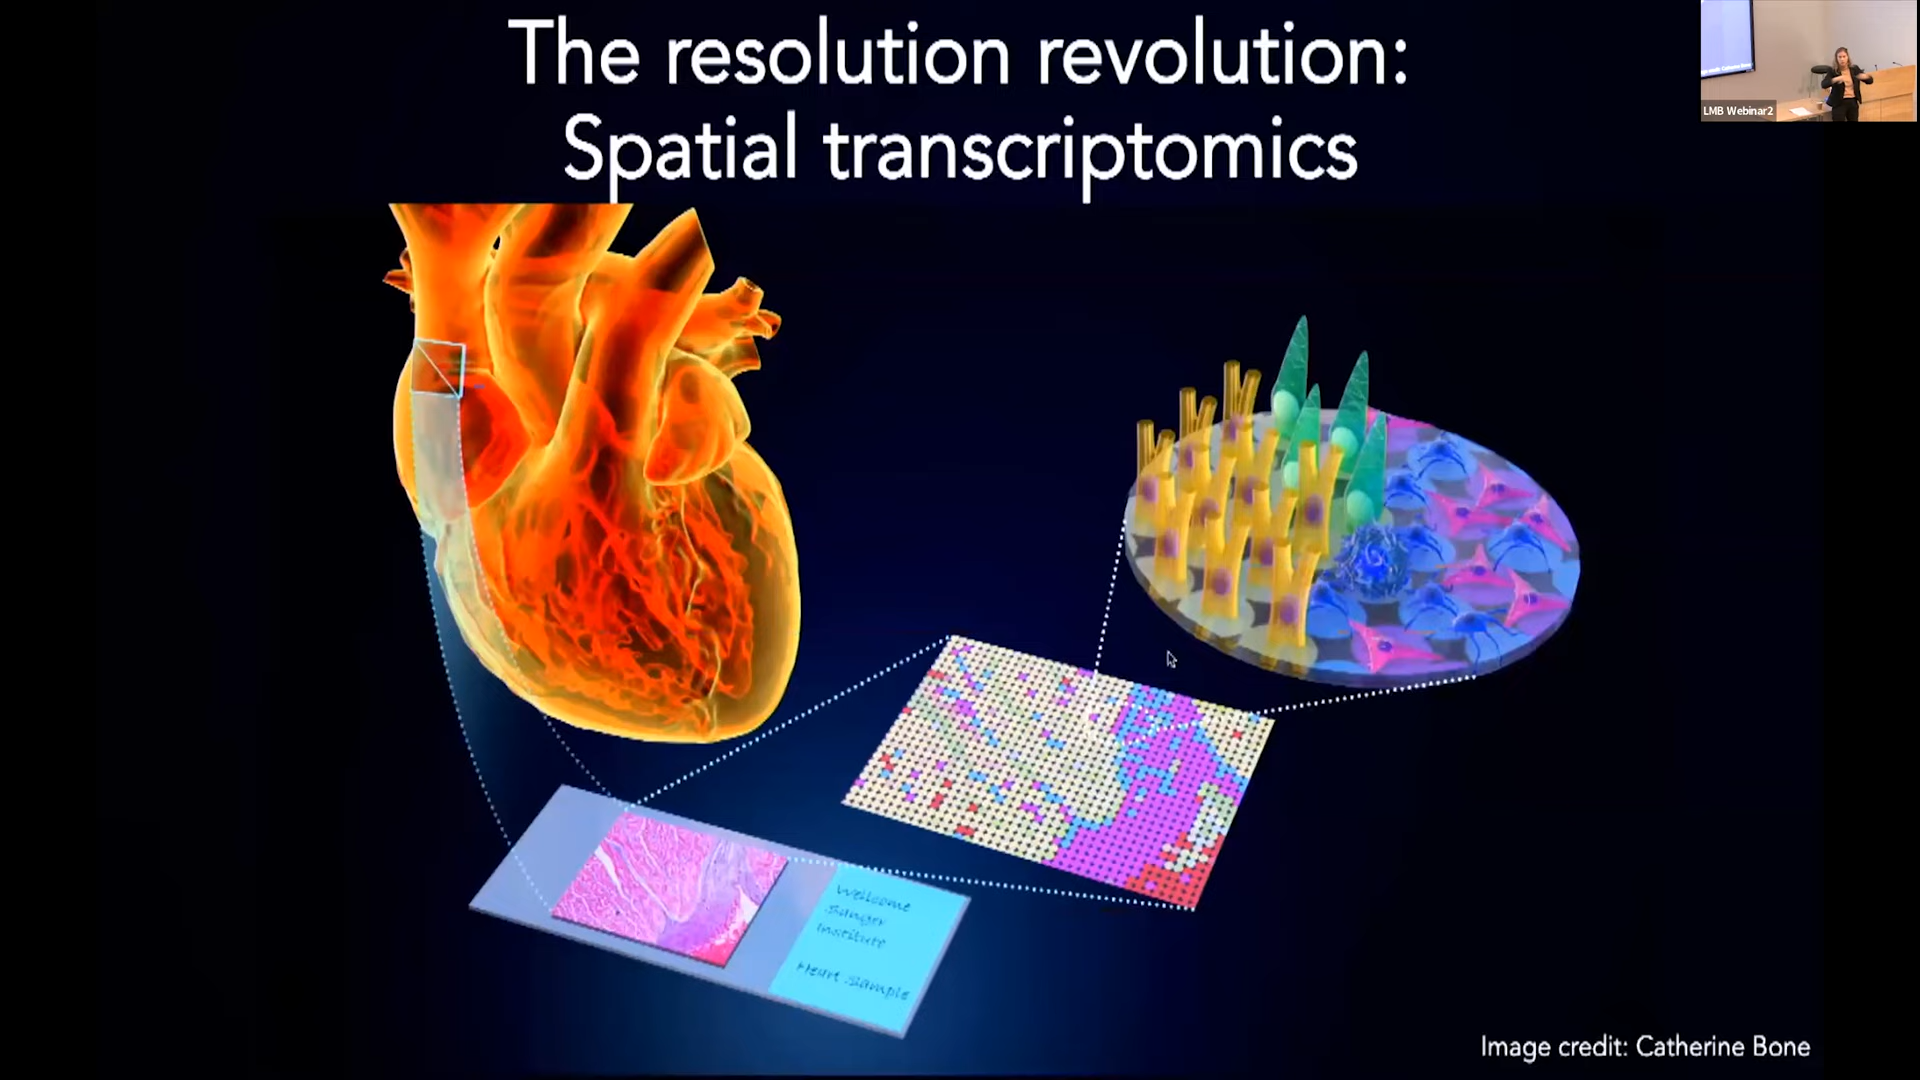 The resolution revolution:
Spatial transcriptomics
LMB Webinar2
Wellcome
Sanger
Institute
Heart Sample
Image credit: Catherine Bone